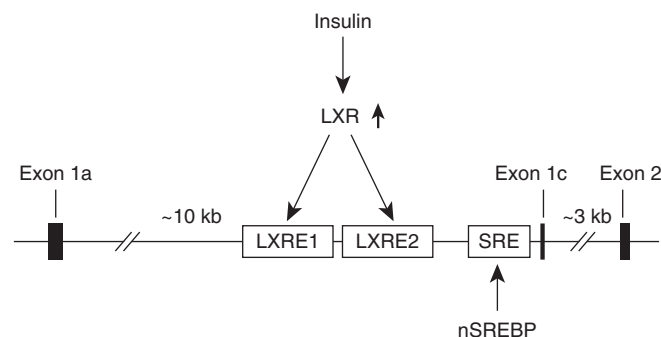 Insulin
LXR
Exon 1a
Exon 1c
Exon 2
~10 kb
~3 kb
LXRE1
LXRE2
SRE
nSREBP